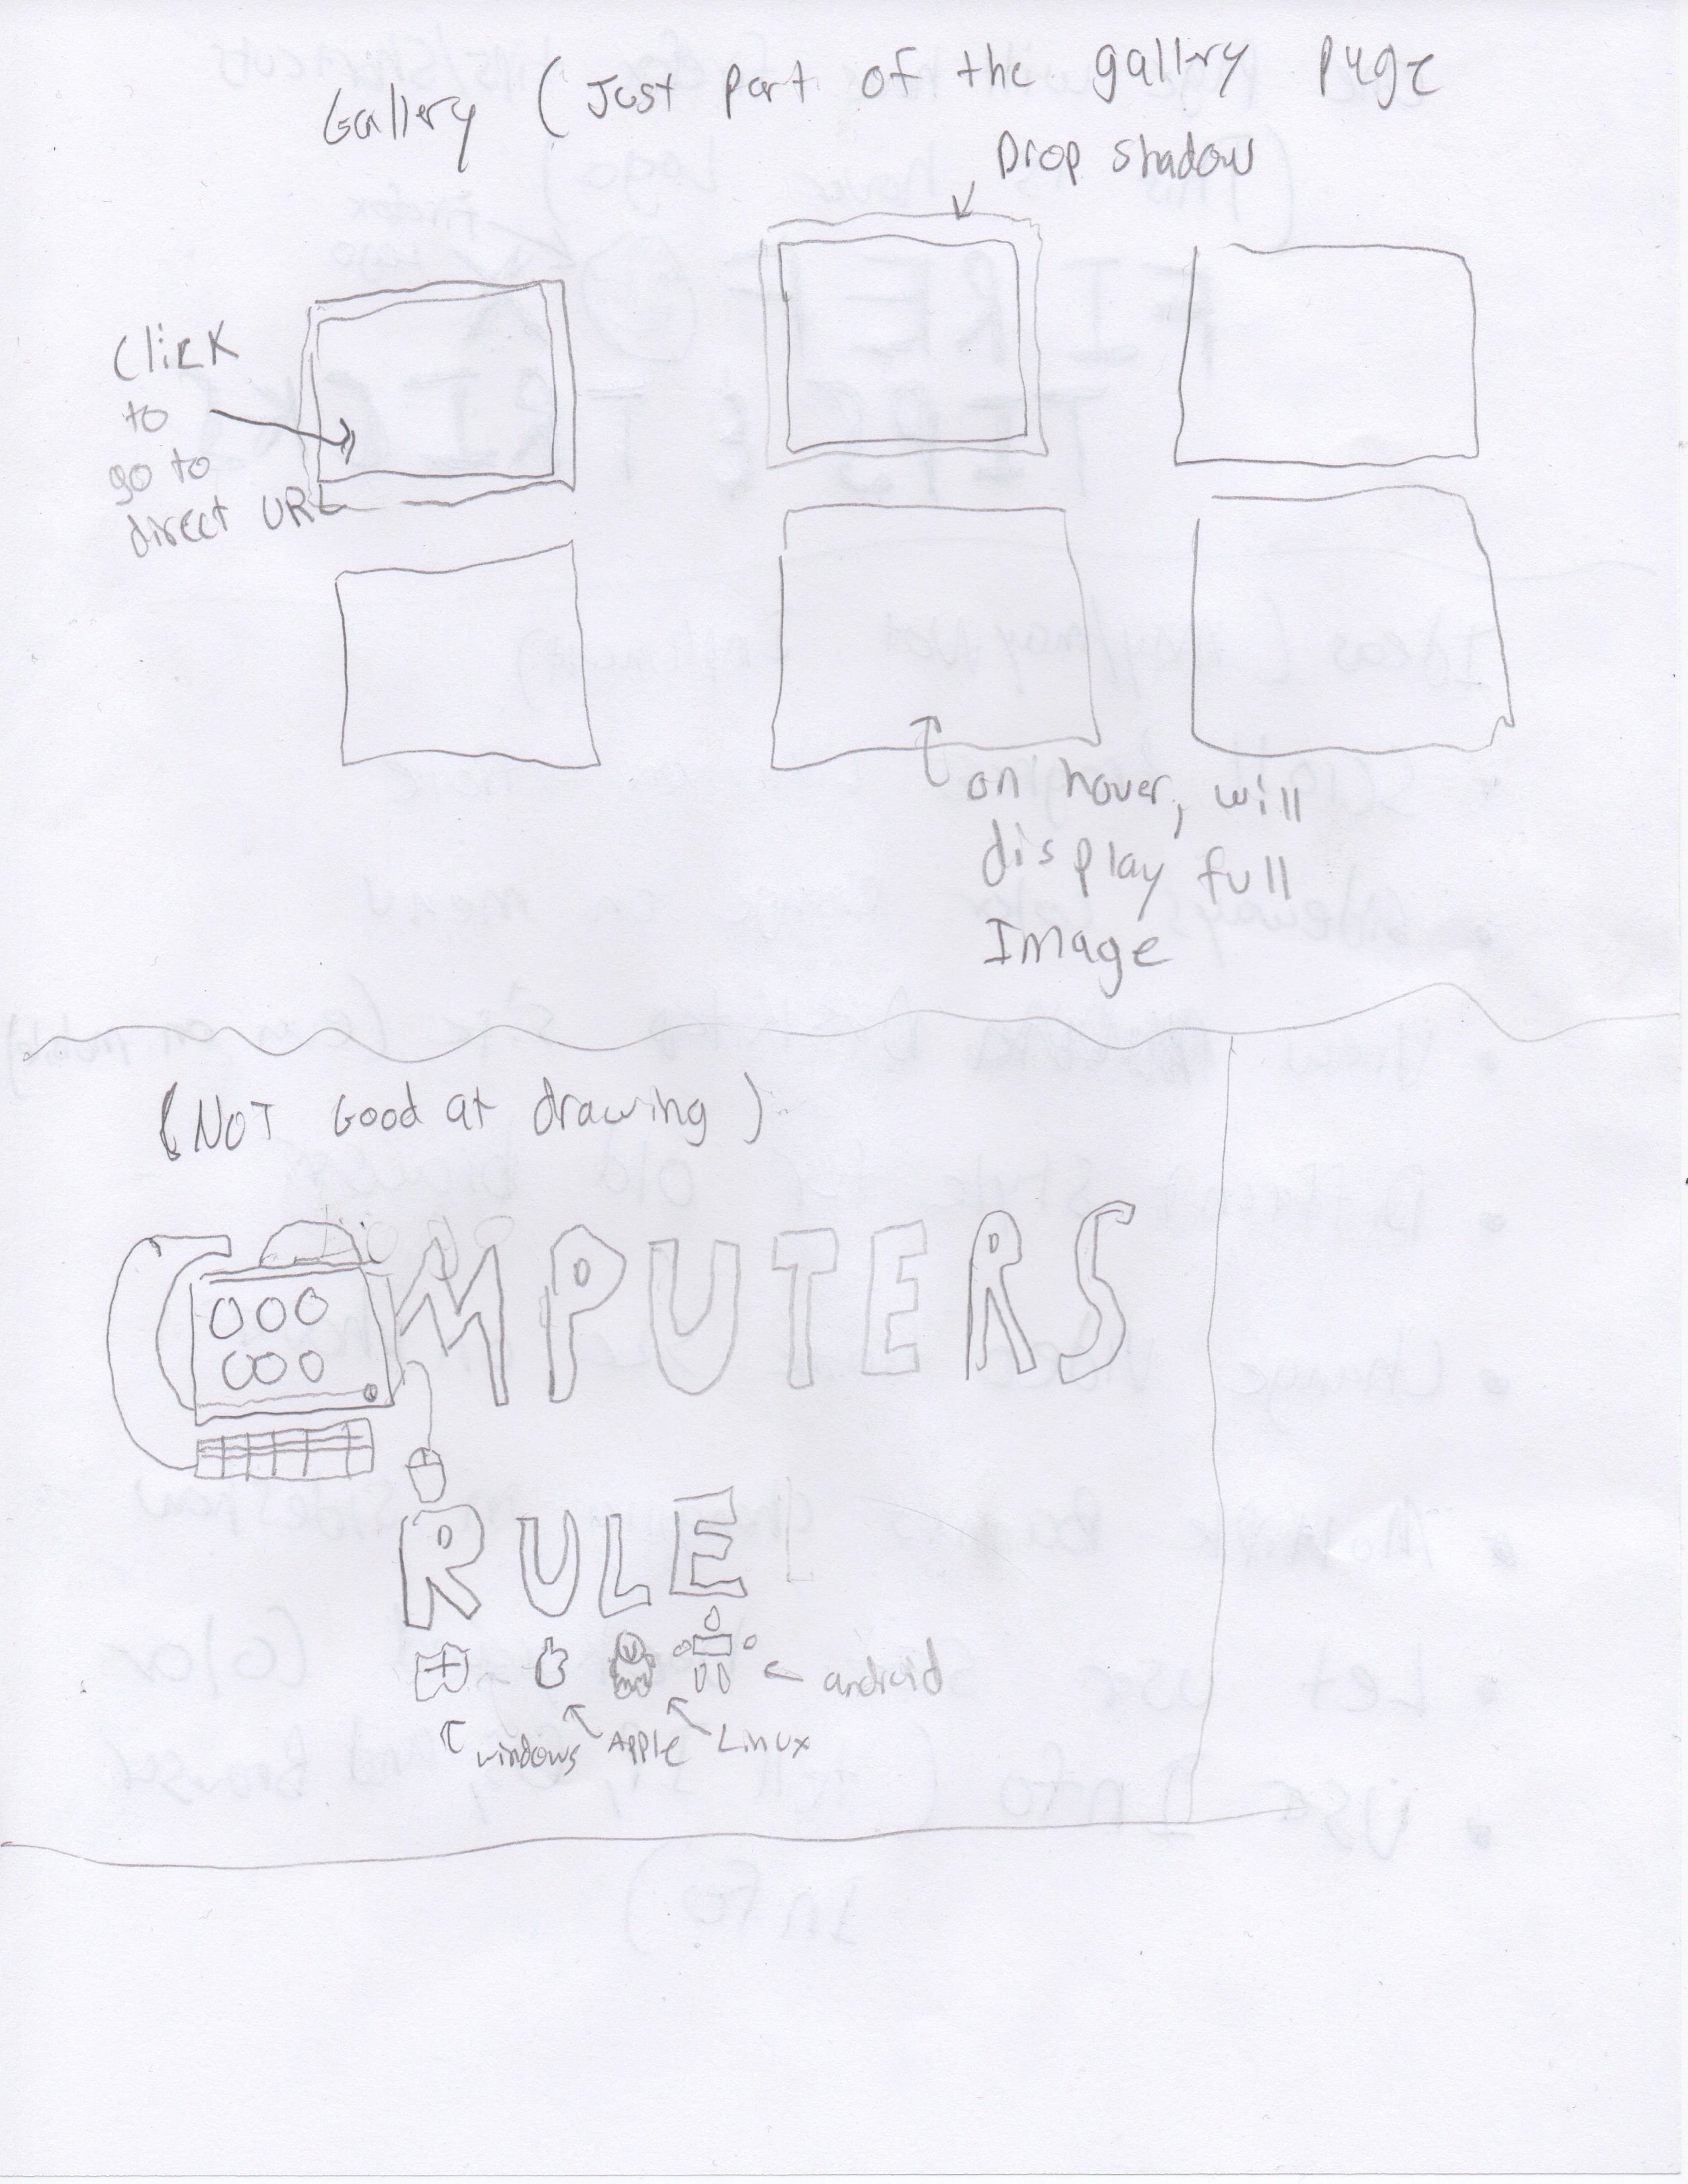 Gallery (Just part of the gallery Page
Drop shadow
Click
to
go to
direct URL
on hover, will
display full
Image
(NOT Good at drawing)
COMPUTERS
RULE
android
windows Apple Linux